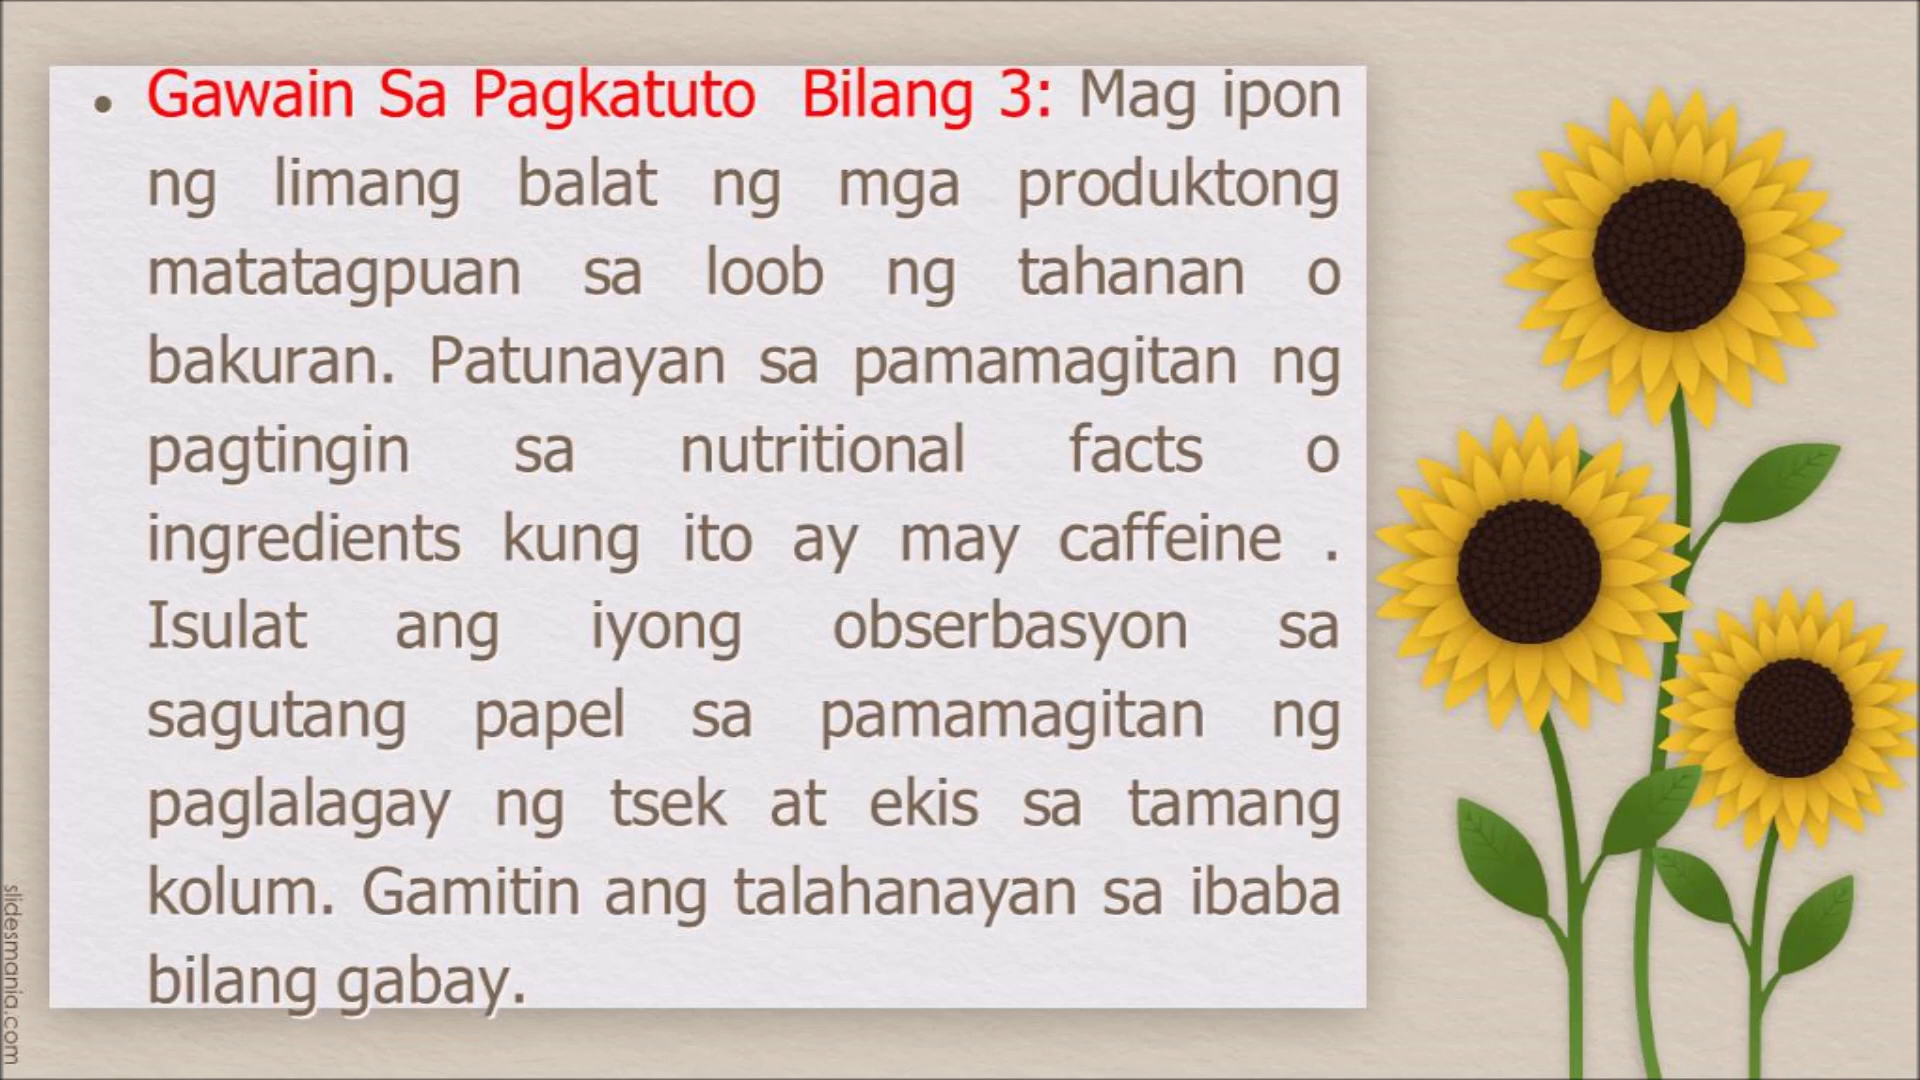 • Gawain Sa Pagkatuto Bilang 3: Mag ipon
ng limang balat ng mga produktong
matatagpuan sa loob ng tahanan o
bakuran. Patunayan sa pamamagitan ng
pagtingin sa nutritional facts o
ingredients kung ito ay may caffeine .
Isulat ang iyong obserbasyon sa
sagutang papel sa pamamagitan ng
paglalagay ng tsek at ekis sa tamang
kolum. Gamitin ang talahanayan sa ibaba
bilang gabay.
slidesmania.com